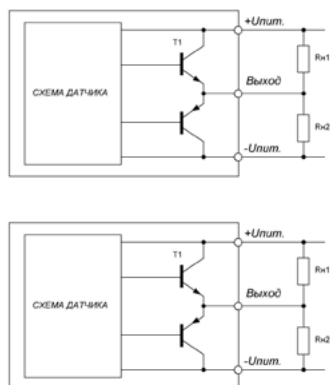 +Uпит.
T1
Rн1
Выход
СХЕМА ДАТЧИКА
Rн2
-Uпит.
+Uпит.
T1
Rн1
Выход
СХЕМА ДАТЧИКА
Rн2
-Uпит.